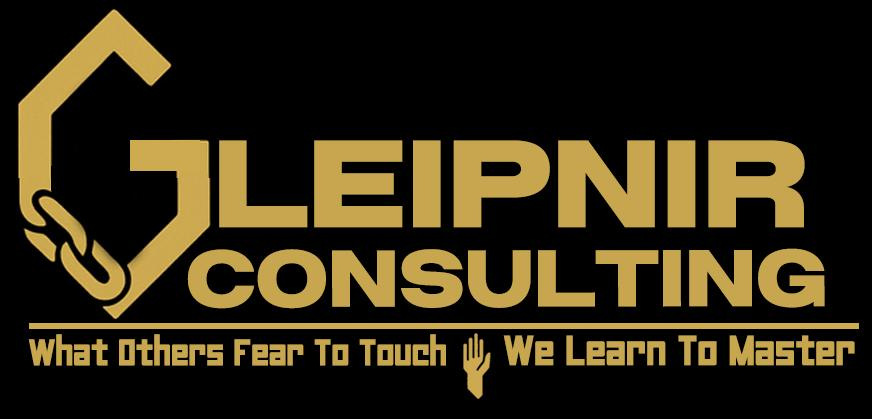 GLEIPNIR
CONSULTING
What Others Fear To Touch We Learn To Master